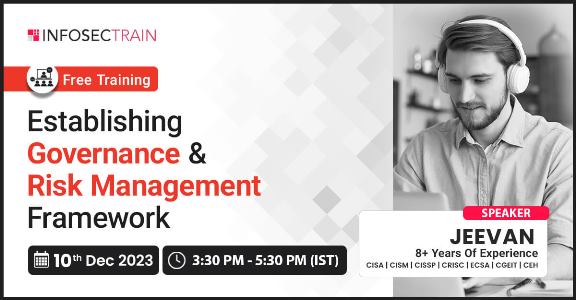 INFOSECTRAIN
Free Training
Establishing
Governance &
Risk Management
Framework
10th Dec 2023
3:30 PM - 5:30 PM (IST)
SPEAKER
JEEVAN
8+ Years Of Experience
CISA | CISM | CISSP | CRISC | ECSA | CGEIT | CEH